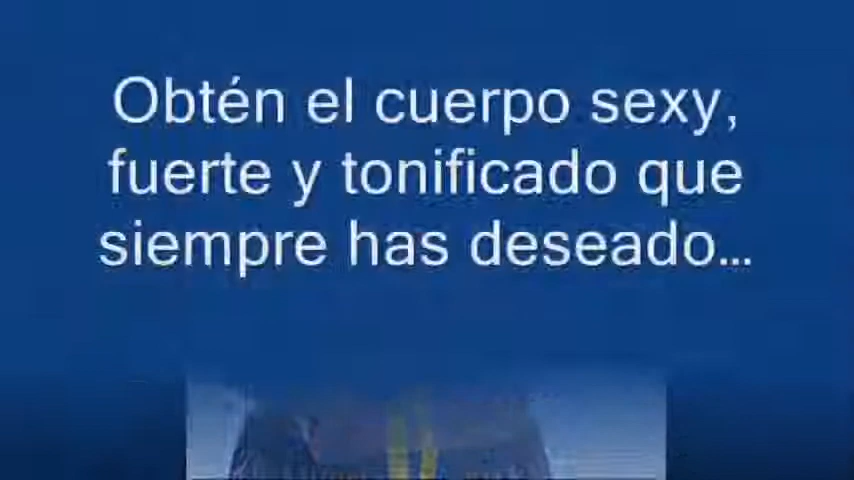 Obtén el cuerpo sexy,
fuerte y tonificado que
siempre has deseado...